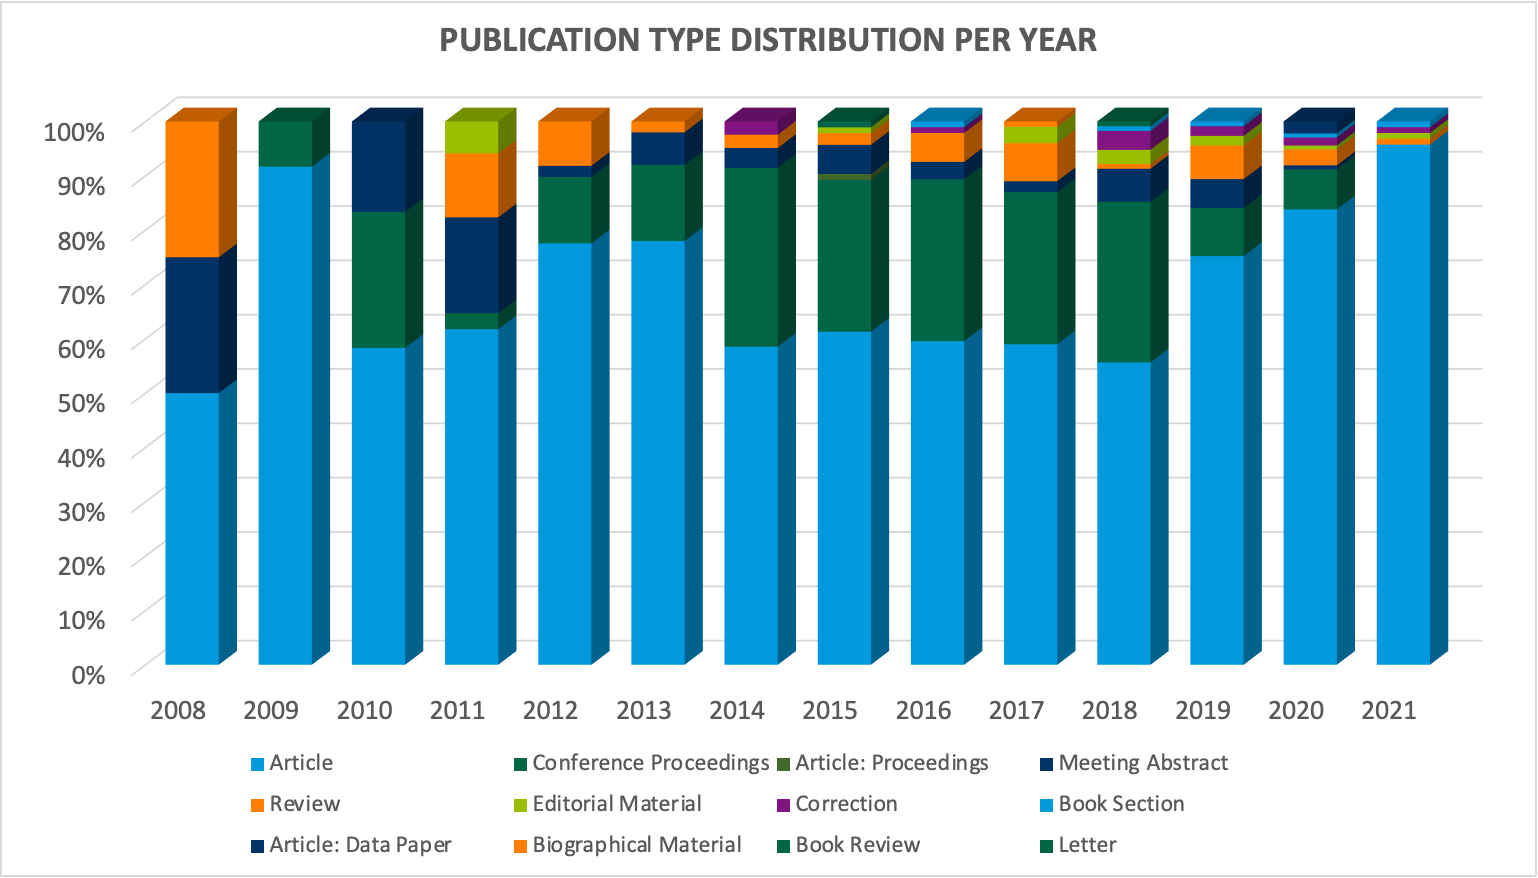 PUBLICATION TYPE DISTRIBUTION PER YEAR
100%
90%
80%
70%
60%
50%
40%
30%
20%
10%
0%
2008 2009 2010 2011 2012 2013 2014 2015 2016 2017 2018 2019 2020 2021
Article Conference Proceedings Article: Proceedings Meeting Abstract
Review Editorial Material Correction Book Section
Article: Data Paper Biographical Material Book Review Letter